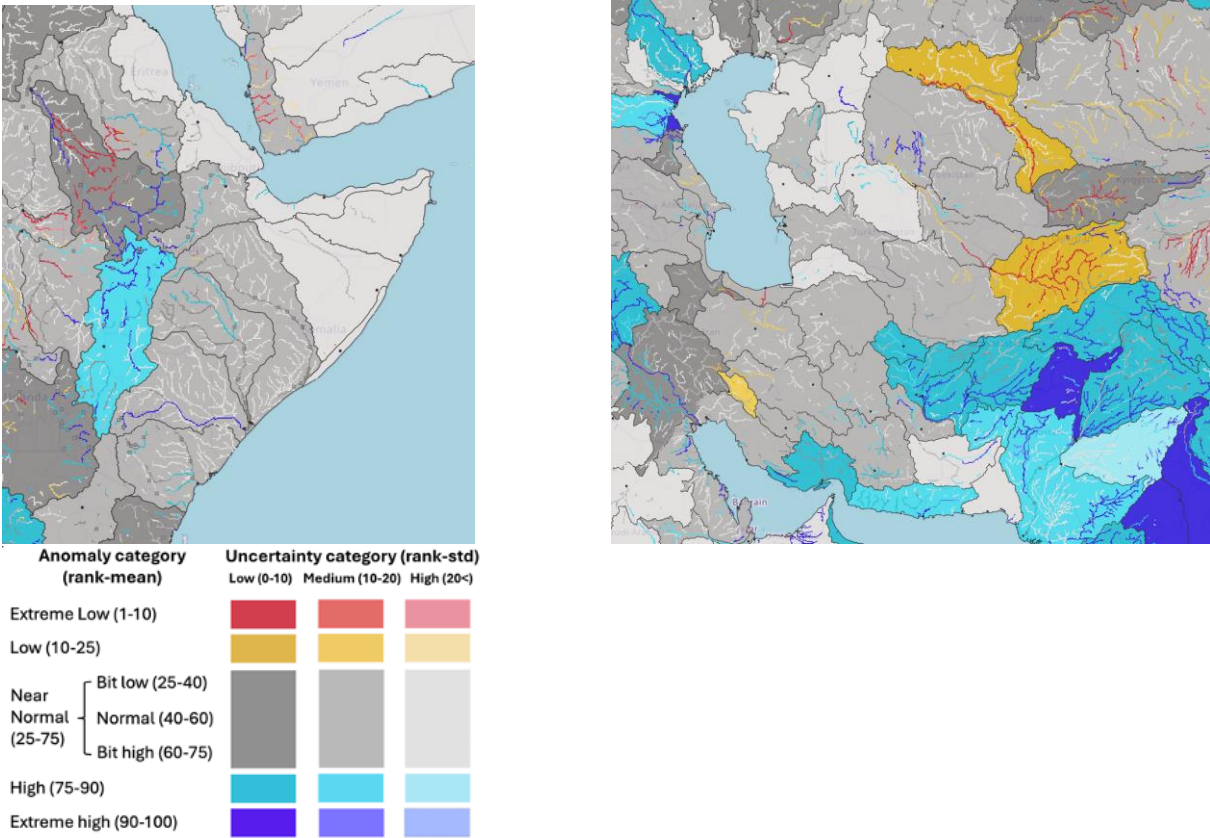 Eritrea
Yemen
Bahrain
Anomaly category
(rank-mean)
Uncertainty category (rank-std)
Low (0-10) Medium (10-20) High (20<)
Extreme Low (1-10)
Low (10-25)
Near
Normal
(25-75)
Bit low (25-40)
Normal (40-60)
Bit high (60-75)
High (75-90)
Extreme high (90-100)